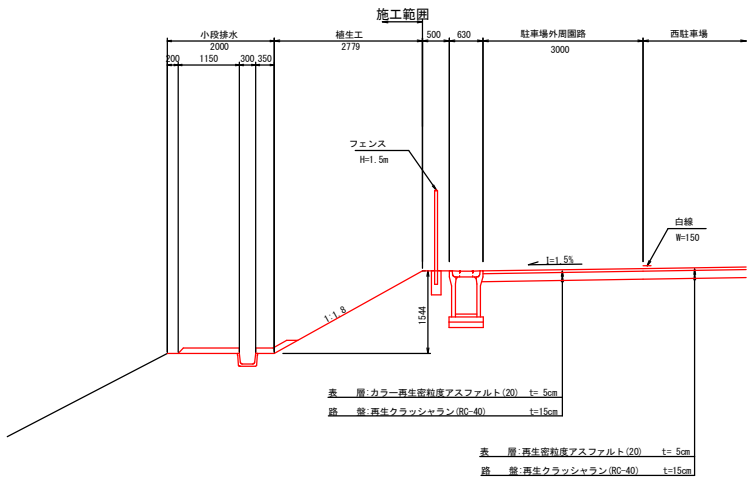 施工範囲
小段排水
植生工
500
630
駐車場外周園路
西駐車場
2000
2779
3000
200
1150
300
350
フェンス
H=1.5m
白線
W=150
I=1.5%
1:1.8
1544
表　層:カラー再生密粒度アスファルト(20)　t= 5cm
路　盤:再生クラッシャラン(RC-40)　t=15cm
表　層:再生密粒度アスファルト(20)　t= 5cm
路　盤:再生クラッシャラン(RC-40)　t=15cm